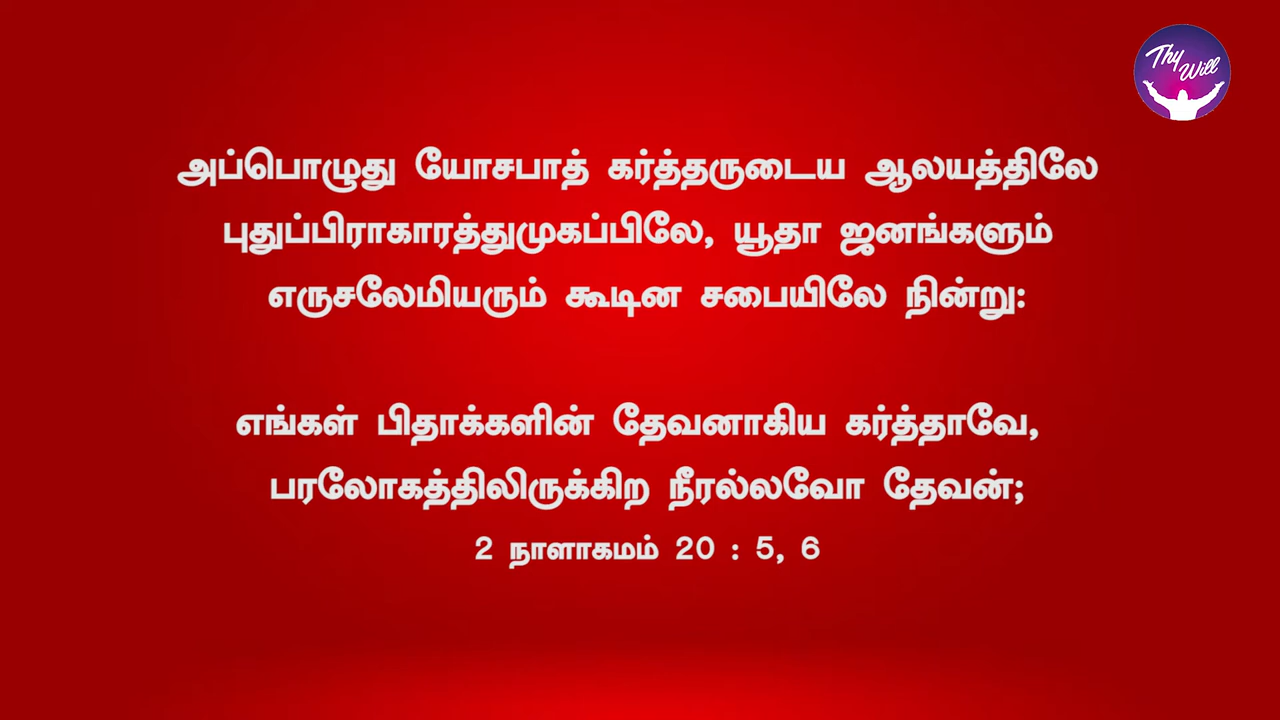 Thy
Will
அப்பொழுது யோசபாத் கர்த்தருடைய ஆலயத்திலே
புதுப்பிராகாரத்துமுகப்பிலே, யூதா ஜனங்களும்
எருசலேமியரும் கூடின சபையிலே நின்று:
எங்கள் பிதாக்களின் தேவனாகிய கர்த்தாவே,
பரலோகத்திலிருக்கிற நீரல்லவோ தேவன்;
2 நாளாகமம் 20 : 5, 6